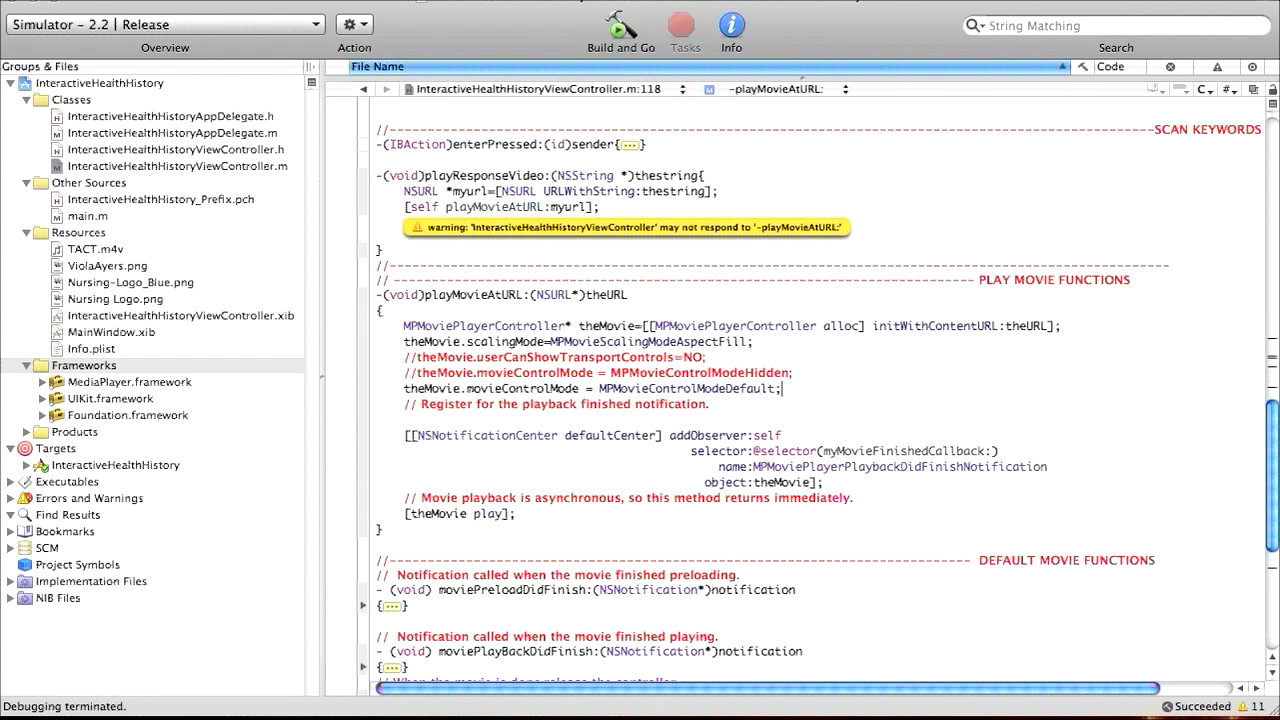 Simulator - 2.2 | Release
String Matching
Overview
Action
Build and Go
Tasks
Info
Search
Groups & Files
File Name
Code
InteractiveHealthHistory
Classes
InteractiveHealthHistoryAppDelegate.h
InteractiveHealthHistoryAppDelegate.m
InteractiveHealthHistoryViewController.h
InteractiveHealthHistoryViewController.m
Other Sources
InteractiveHealthHistory_Prefix.pch
main.m
Resources
TACT.m4v
ViolaAyers.png
Nursing-Logo_Blue.png
Nursing Logo.png
InteractiveHealthHistoryViewController.xib
MainWindow.xib
Info.plist
Frameworks
MediaPlayer.framework
UIKit.framework
Foundation.framework
Products
Targets
InteractiveHealthHistory
Executables
Errors and Warnings
Find Results
Bookmarks
SCM
Project Symbols
Implementation Files
NIB Files
InteractiveHealthHistoryViewController.m:118
-playMovieAtURL:
C
#
//------------------------------------------------------------------------------------------------------------SCAN KEYWORDS
-(IBAction)enterPressed:(id)sender{...}
-(void)playResponseVideo:(NSString *)thestring{
NSURL *myurl=[NSURL URLWithString:thestring];
[self playMovieAtURL:myurl];
warning: 'InteractiveHealthHistoryViewController' may not respond to '-playMovieAtURL:'
}
//--------------------------------------------------------------------------------------------------------------
// ---------------------------------------------------------------------------------- PLAY MOVIE FUNCTIONS
-(void)playMovieAtURL:(NSURL*)theURL
{
MPMoviePlayerController* theMovie=[[MPMoviePlayerController alloc] initWithContentURL:theURL];
theMovie.scalingMode=MPMovieScalingModeAspectFill;
//theMovie.userCanShowTransportControls=NO;
//theMovie.movieControlMode = MPMovieControlModeHidden;
theMovie.movieControlMode = MPMovieControlModeDefault;
// Register for the playback finished notification.
[[NSNotificationCenter defaultCenter] addObserver:self
selector:@selector(myMovieFinishedCallback:)
name:MPMoviePlayerPlaybackDidFinishNotification
object:theMovie];
// Movie playback is asynchronous, so this method returns immediately.
[theMovie play];
}
//---------------------------------------------------------------------------------- DEFAULT MOVIE FUNCTIONS
// Notification called when the movie finished preloading.
- (void) moviePreloadDidFinish:(NSNotification*)notification
{...}
// Notification called when the movie finished playing.
- (void) moviePlayBackDidFinish:(NSNotification*)notification
{...}
Debugging terminated.
Succeeded
11